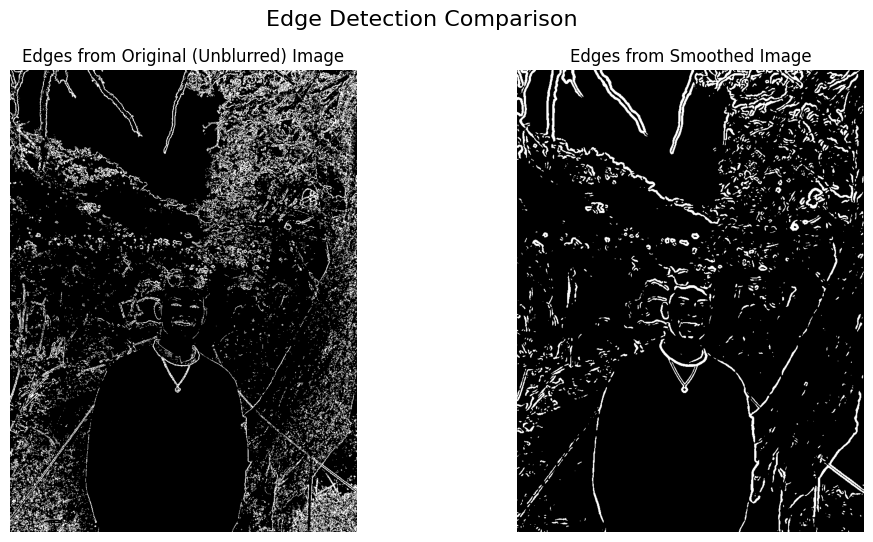 Edge Detection Comparison
Edges from Original (Unblurred) Image
Edges from Smoothed Image